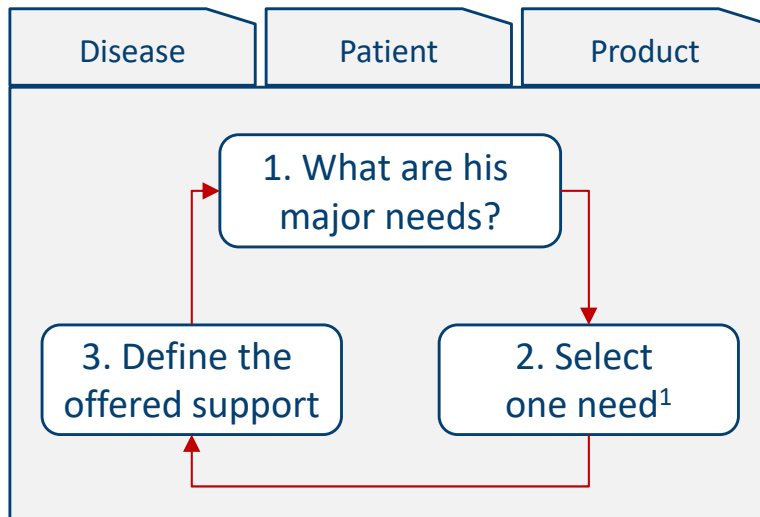 Disease
Patient
Product
1. What are his
major needs?
3. Define the
offered support
2. Select
one need¹